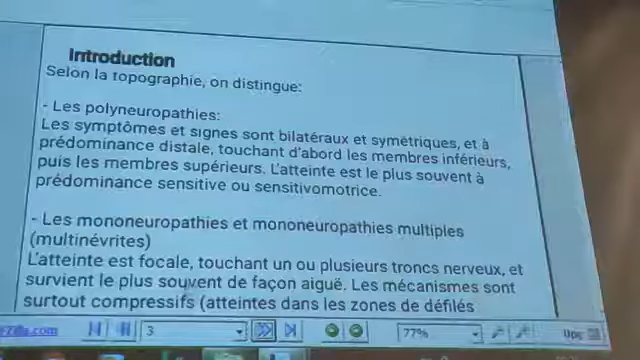 Introduction
Selon la topographie, on distingue:
- Les polyneuropathies:
Les symptômes et signes sont bilatéraux et symétriques, et à
prédominance distale, touchant d'abord les membres inférieurs,
puis les membres supérieurs. L'atteinte est le plus souvent à
prédominance sensitive ou sensitivomotrice.
- Les mononeuropathies et mononeuropathies multiples
(multinévrites)
L'atteinte est focale, touchant un ou plusieurs troncs nerveux, et
survient le plus souvent de façon aiguë. Les mécanismes sont
surtout compressifs (atteintes dans les zones de défilés
3
77%